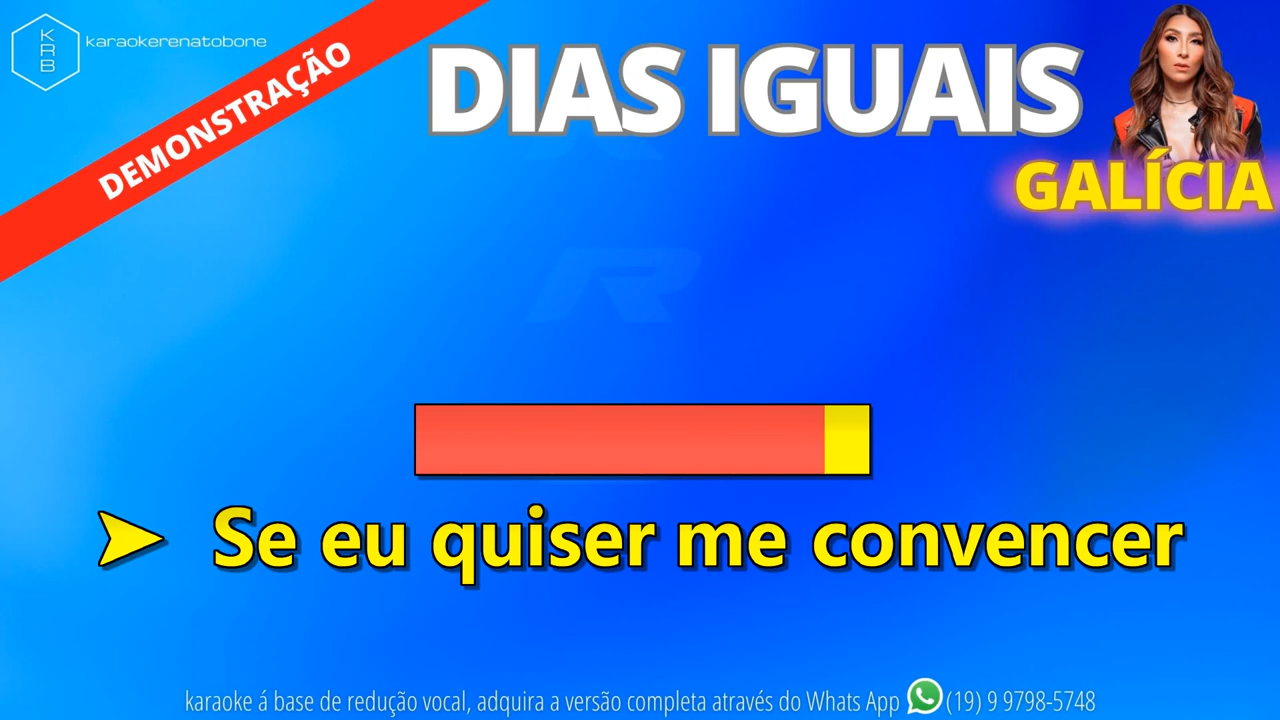 KRB
karaokerenatobone
DEMONSTRAÇÃO
DIAS IGUAIS
GALÍCIA
R
Se eu quiser me convencer
karaoke á base de redução vocal, adquira a versão completa através do Whats App (19) 9 9798-5748